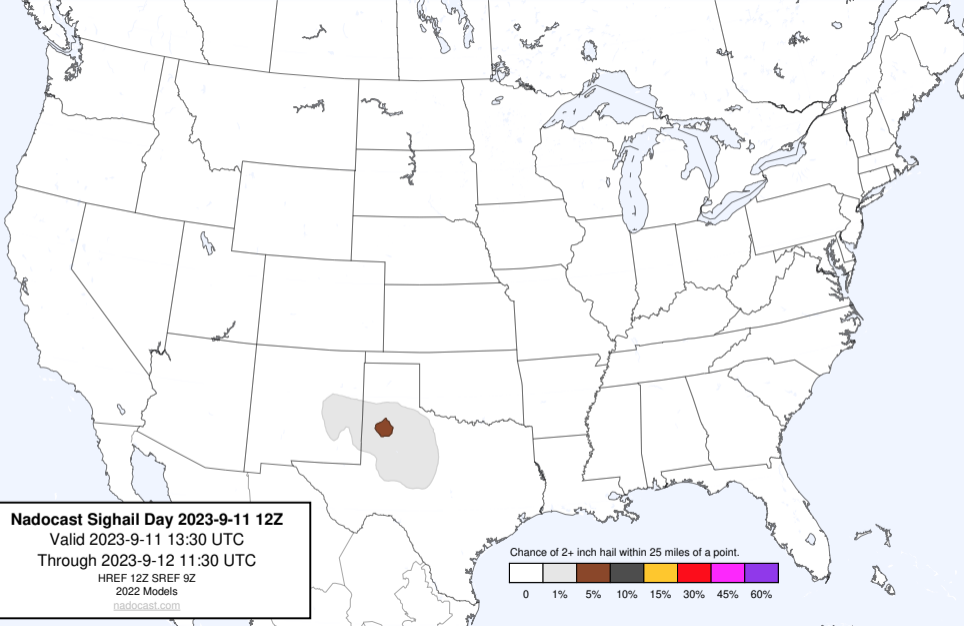 Nadocast Sighail Day 2023-9-11 12Z
Valid 2023-9-11 13:30 UTC
Through 2023-9-12 11:30 UTC
HREF 12Z SREF 9Z
2022 Models
nadocast.com
Chance of 2+ inch hail within 25 miles of a point.
0 1% 5% 10% 15% 30% 45% 60%